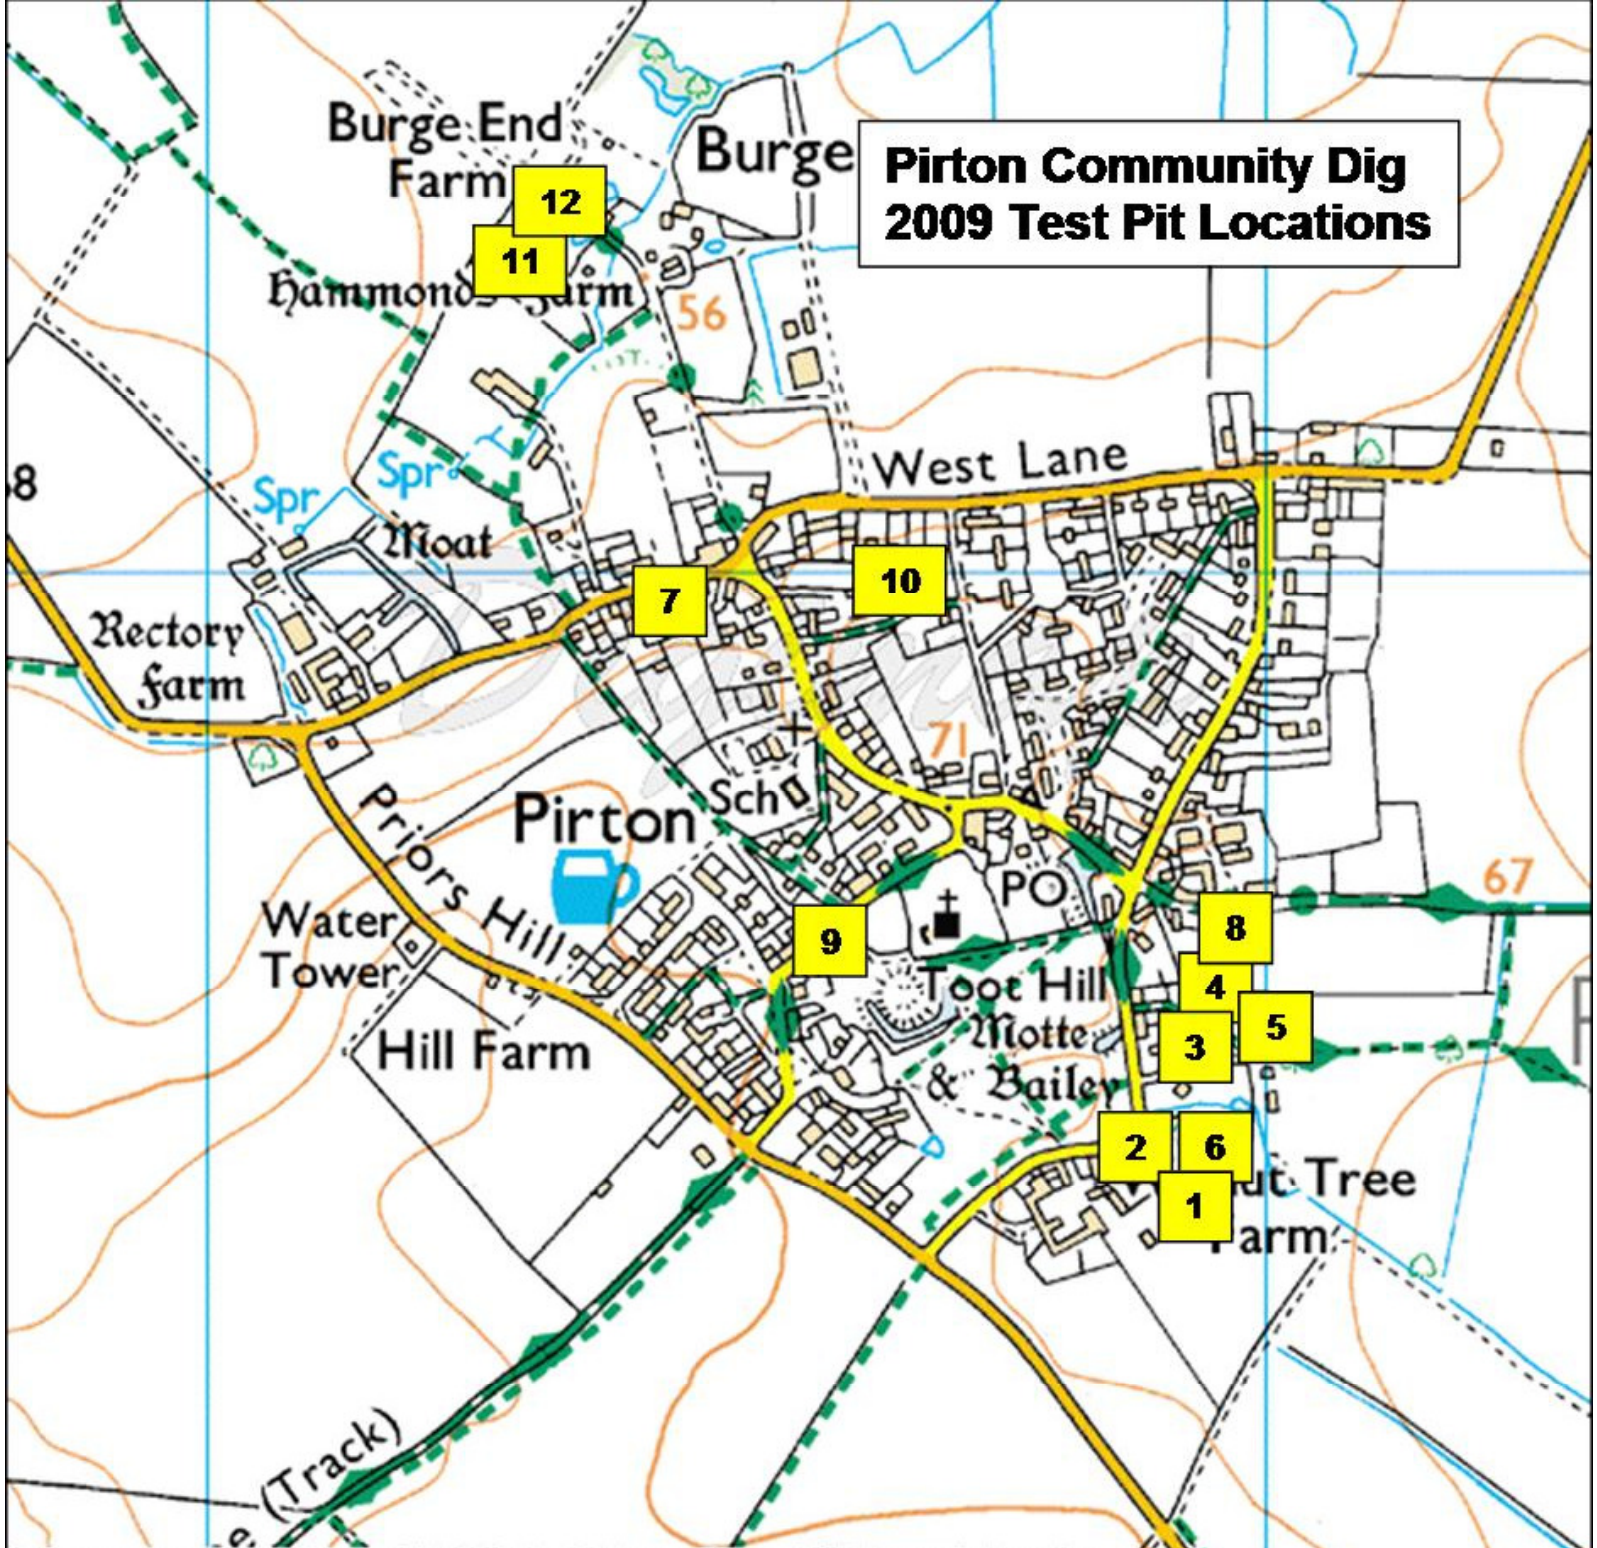 Burge End
Farm
Burge
Pirton Community Dig
2009 Test Pit Locations
12
11
Hammonds Farm
56
West Lane
8
Spr
Spr
Moat
7
10
Rectory
Farm
71
Sch
Pirton
Priors Hill
PO
67
Water
Tower
9
8
4
Toot Hill
Motte
& Bailey
3
5
Hill Farm
2
6
Tree
1
(Track)
e